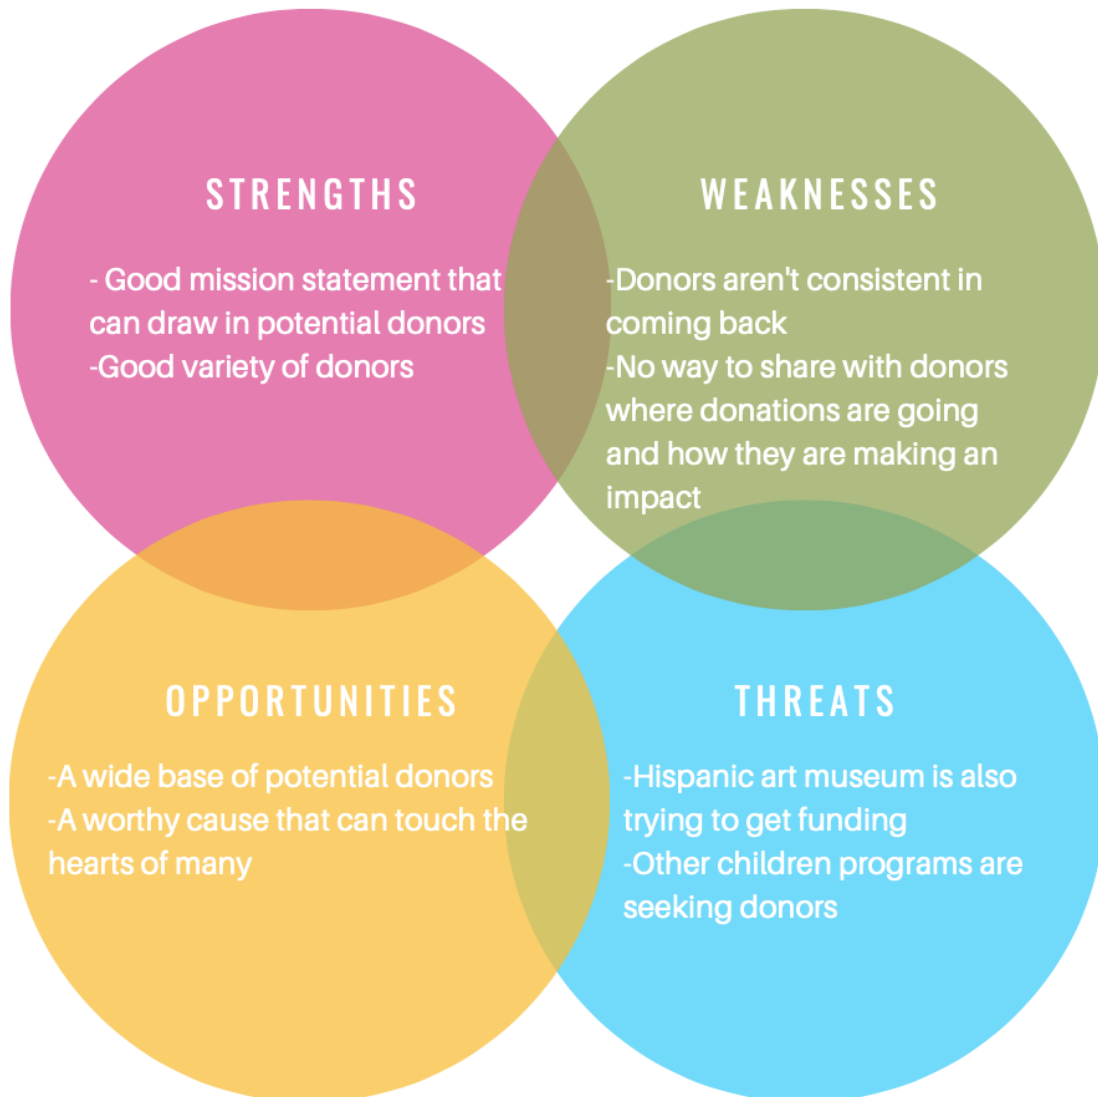 STRENGTHS
- Good mission statement that
can draw in potential donors
-Good variety of donors
WEAKNESSES
-Donors aren't consistent in
coming back
-No way to share with donors
where donations are going
and how they are making an
impact
OPPORTUNITIES
-A wide base of potential donors
-A worthy cause that can touch the
hearts of many
THREATS
-Hispanic art museum is also
trying to get funding
-Other children programs are
seeking donors